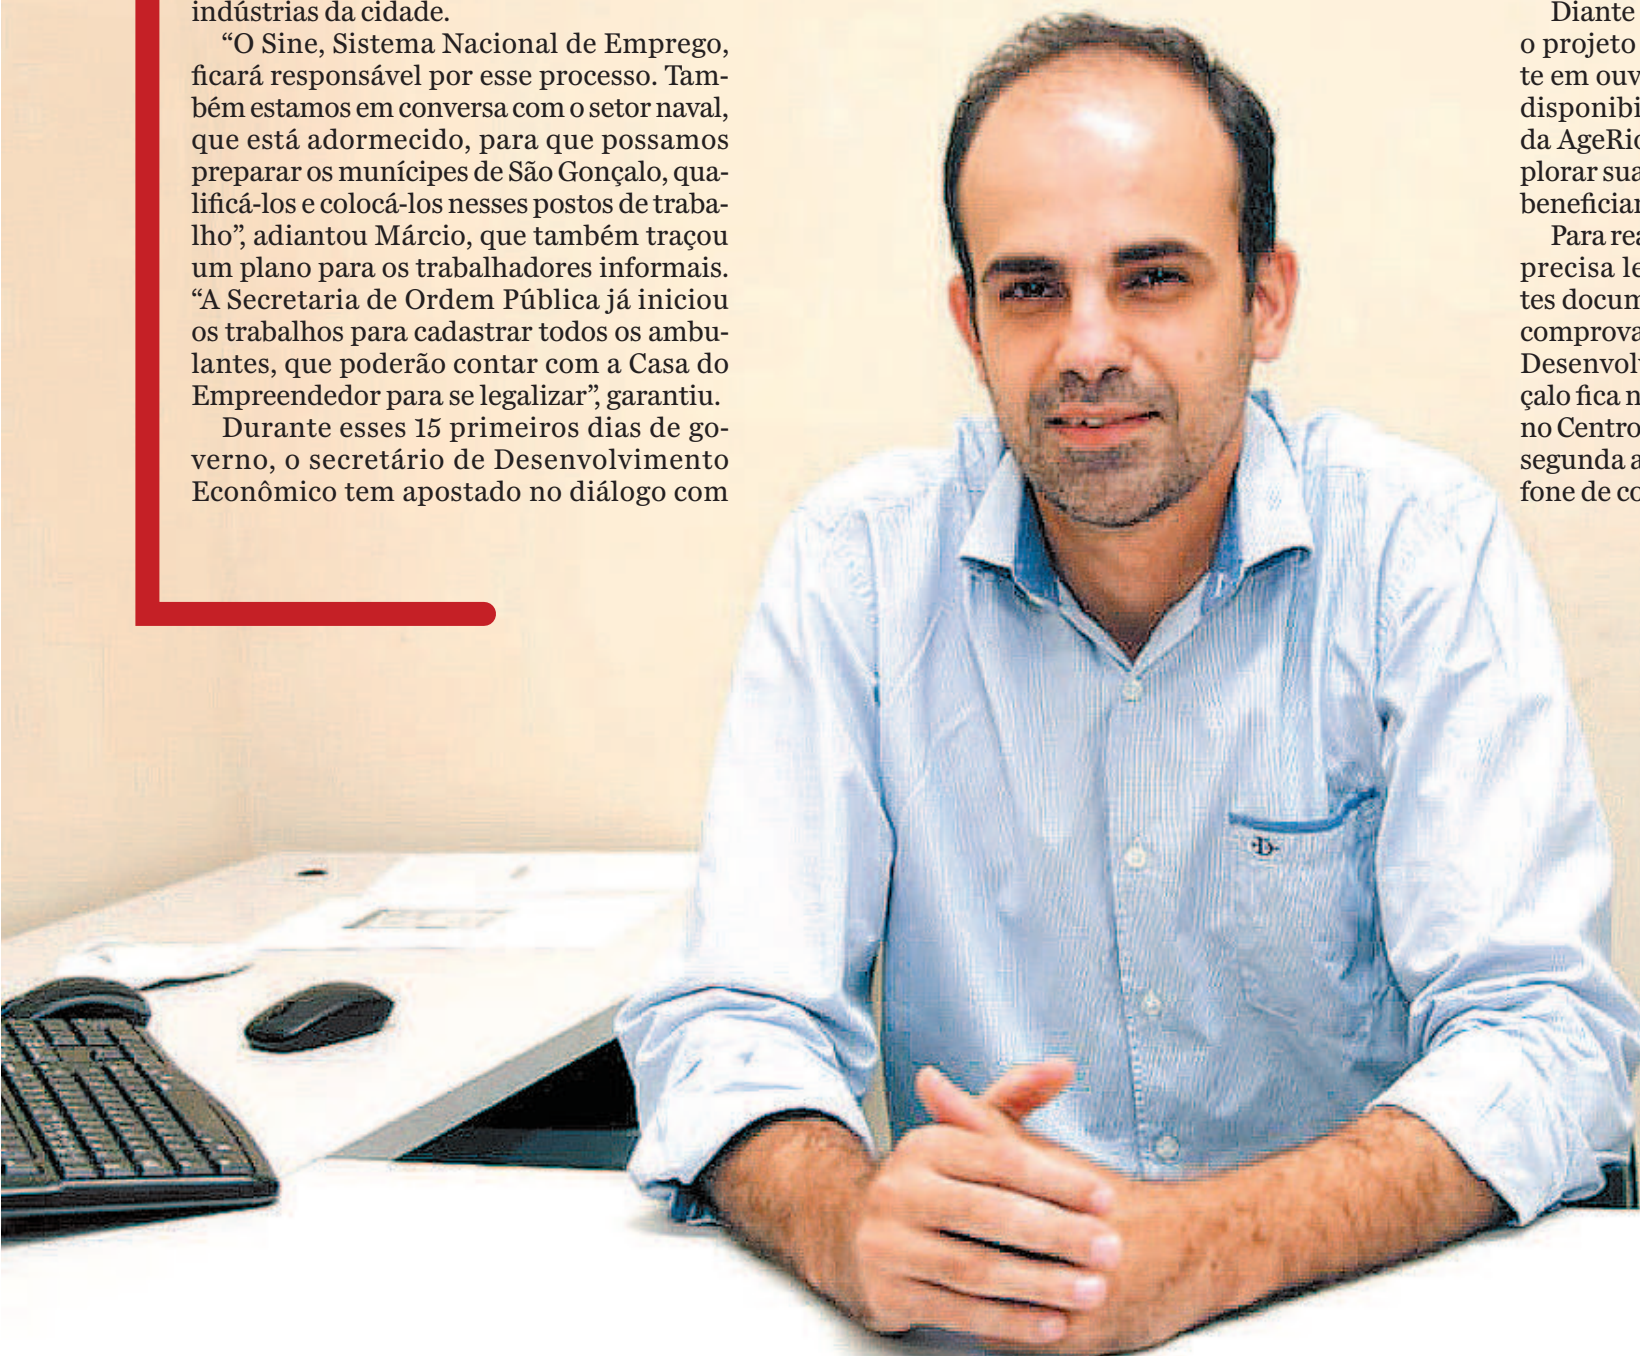 indústrias da cidade.
“O Sine, Sistema Nacional de Emprego,
ficará responsável por esse processo. Tam-
bém estamos em conversa com o setor naval,
que está adormecido, para que possamos
preparar os munícipes de São Gonçalo, qua-
lificá-los e colocá-los nesses postos de traba-
lho”, adiantou Márcio, que também traçou
um plano para os trabalhadores informais.
“A Secretaria de Ordem Pública já iniciou
os trabalhos para cadastrar todos os ambu-
lantes, que poderão contar com a Casa do
Empreendedor para se legalizar”, garantiu.
Durante esses 15 primeiros dias de go-
verno, o secretário de Desenvolvimento
Econômico tem apostado no diálogo com
Diante
o projeto
te em ouv
disponibi
da AgeRio
plorar sua
beneficiar
Para rea
precisa le
tes docum
comprova
Desenvol
çalo fica n
no Centro
segunda a
fone de co